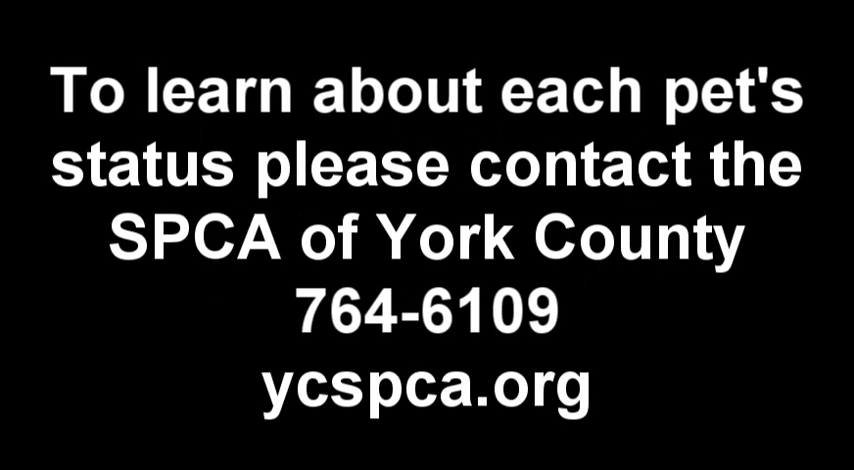 To learn about each pet's
status please contact the
SPCA of York County
764-6109
ycspca.org